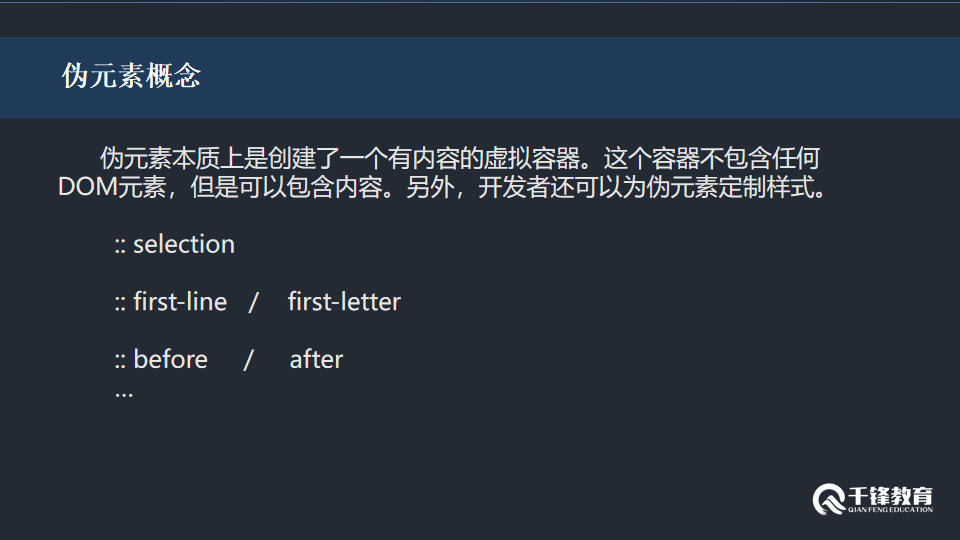 伪元素概念
伪元素本质上是创建了一个有内容的虚拟容器。这个容器不包含任何
DOM元素，但是可以包含内容。另外，开发者还可以为伪元素定制样式。
:: selection
:: first-line / first-letter
:: before / after
...
千锋教育
QIAN FENG EDUCATION